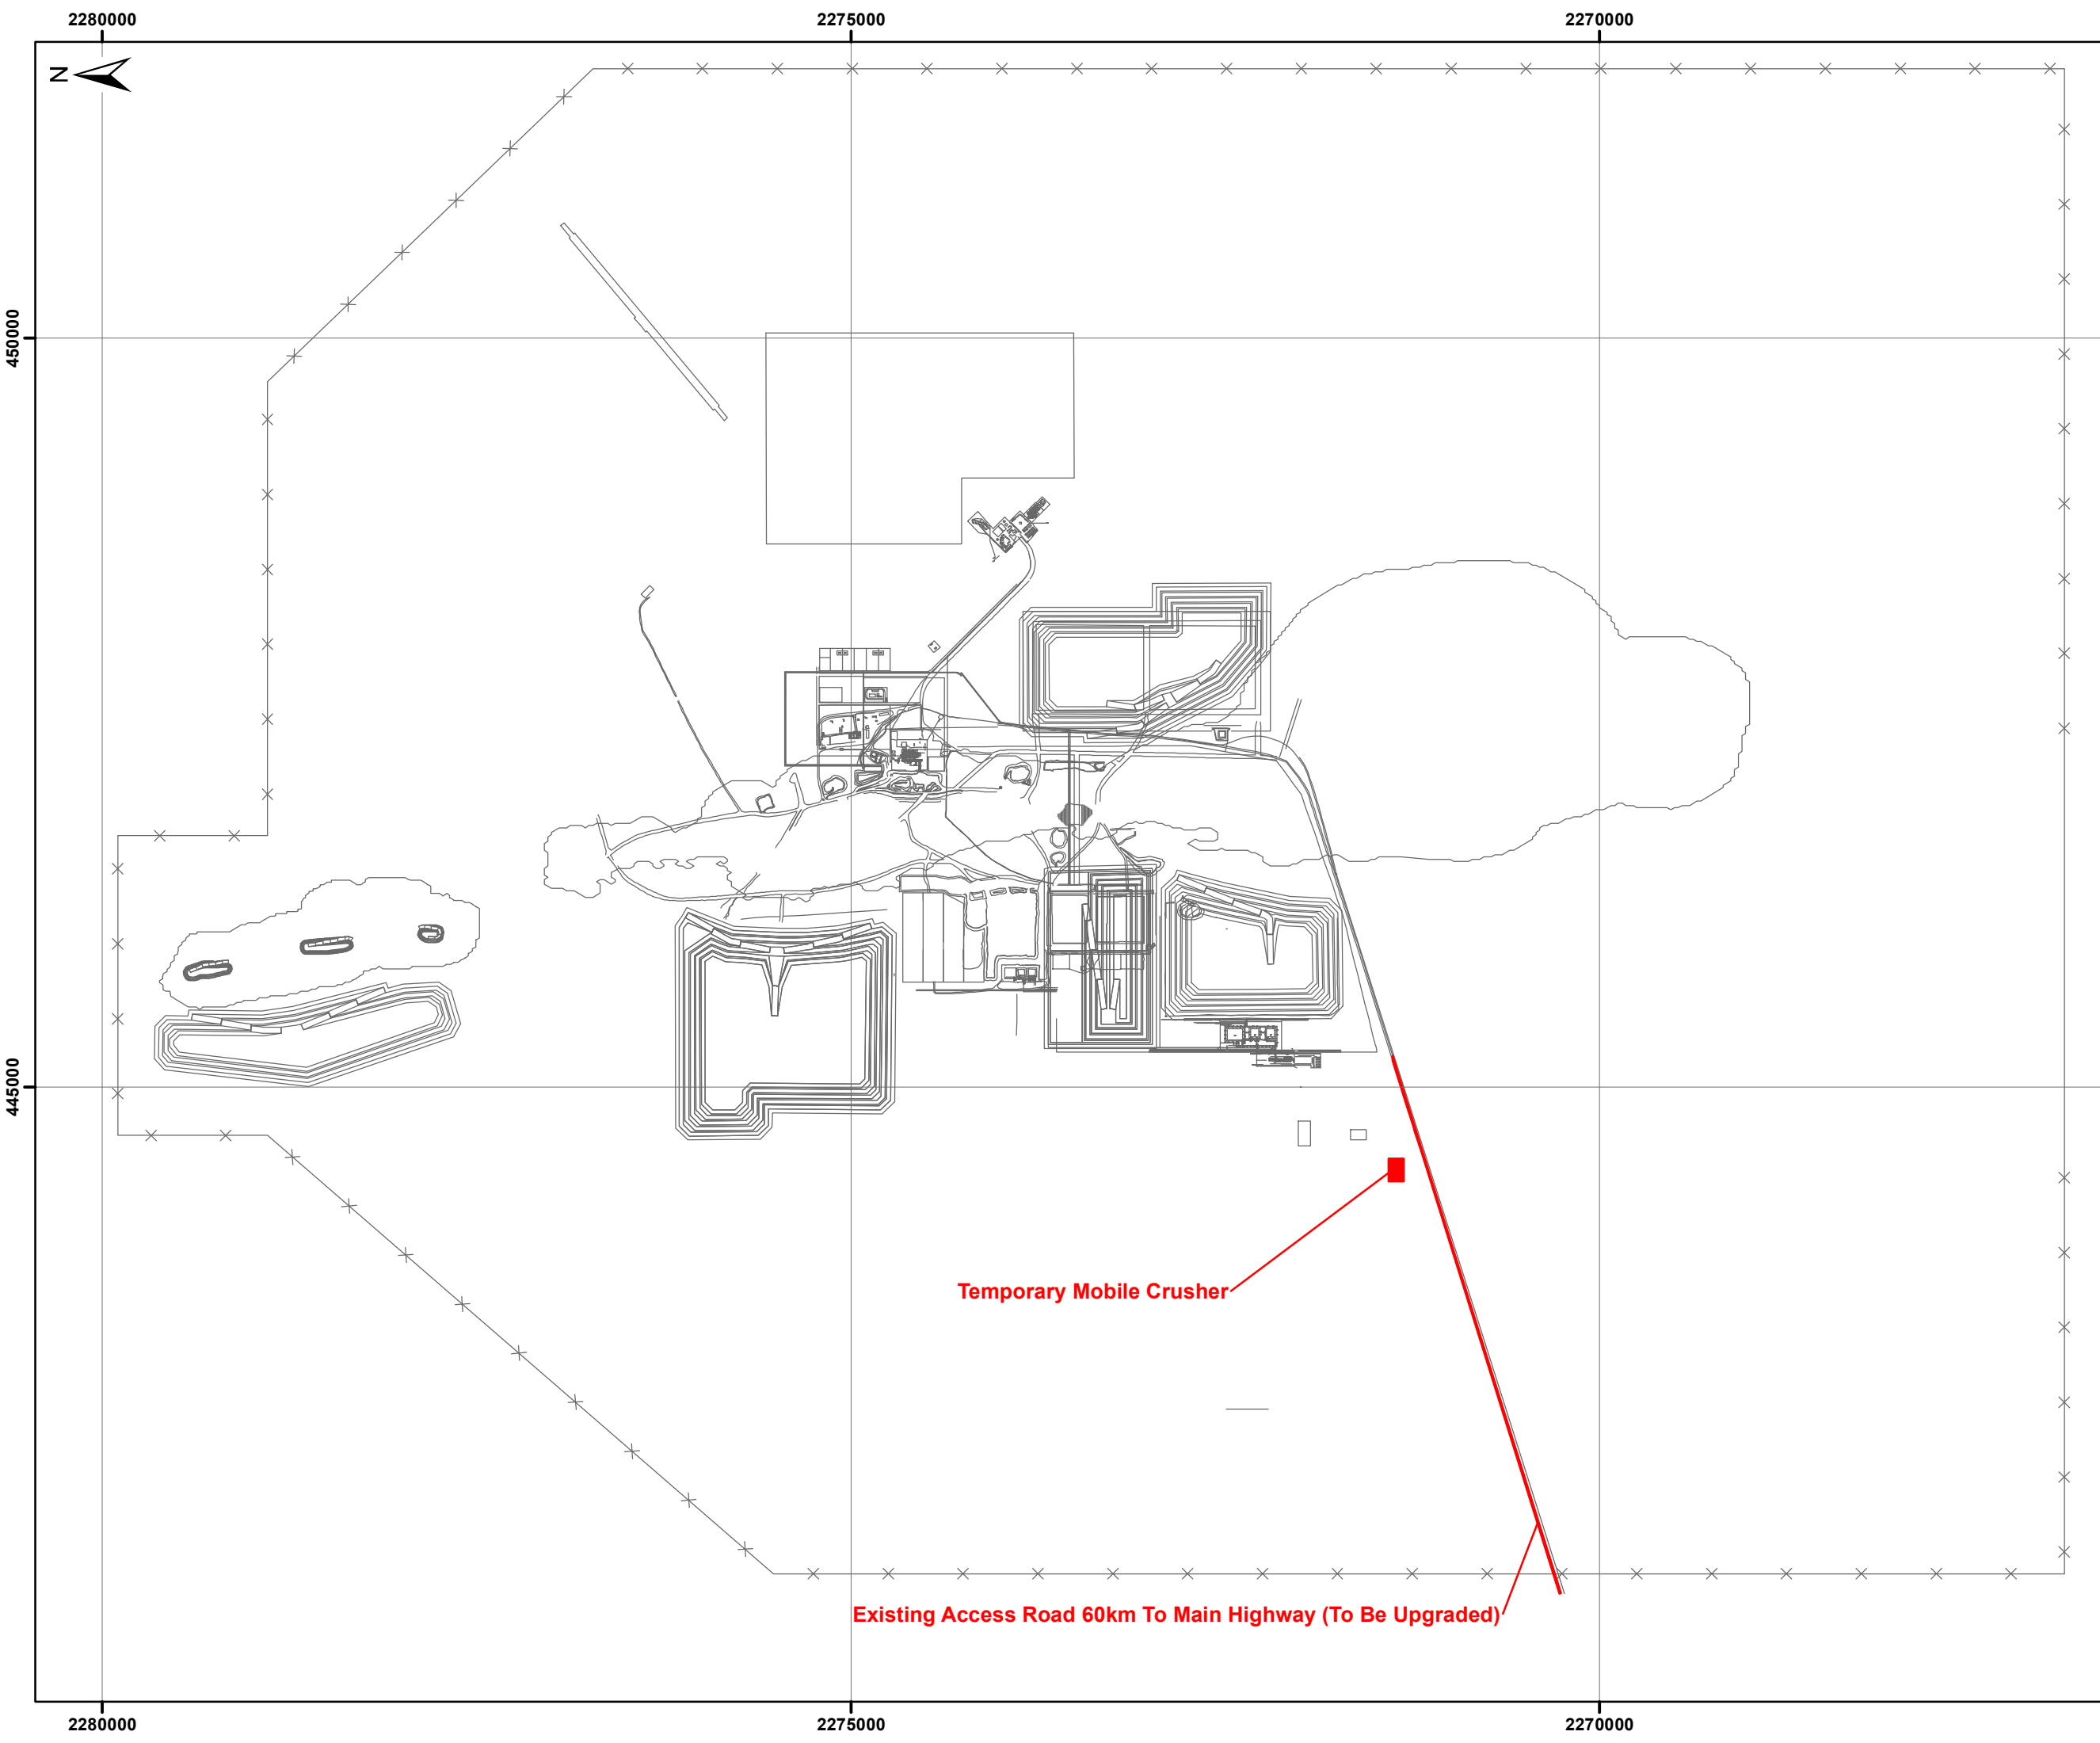 2280000 2275000 2270000
N
450000
445000
Temporary Mobile Crusher
Existing Access Road 60km To Main Highway (To Be Upgraded)
2280000 2275000 2270000